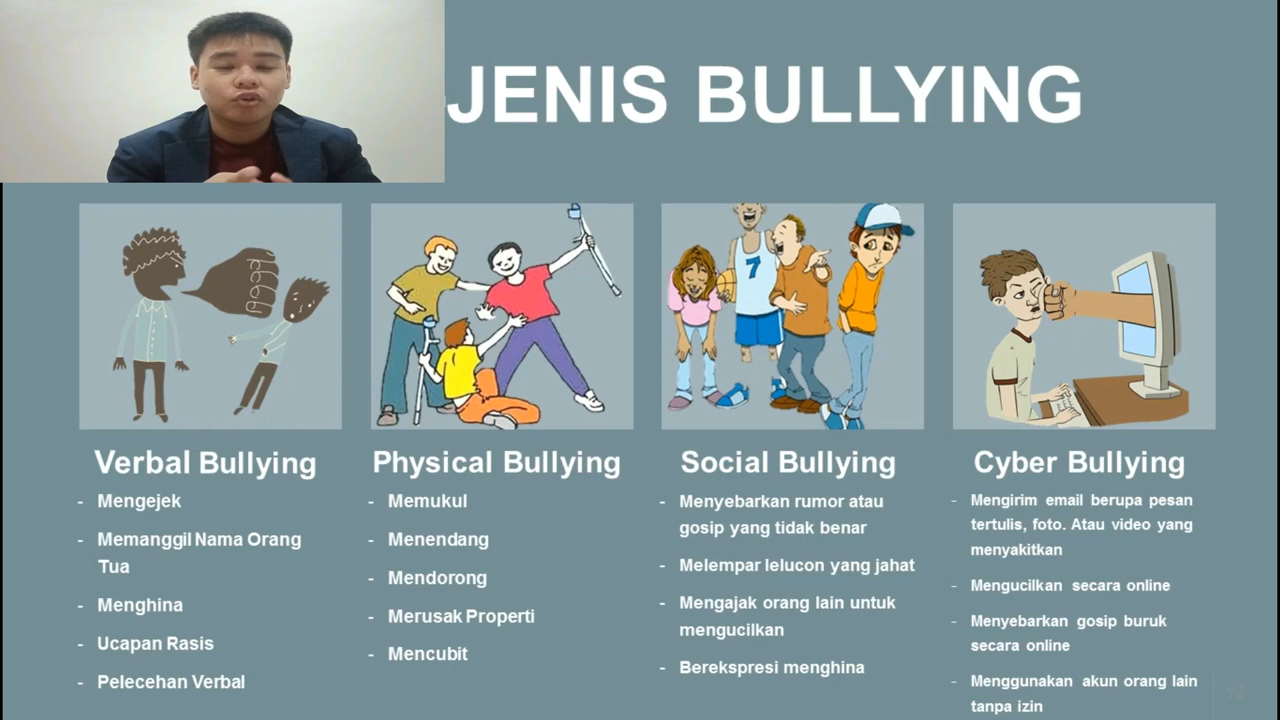 JENIS BULLYING
7
Verbal Bullying
- Mengejek
- Memanggil Nama Orang
Tua
- Menghina
- Ucapan Rasis
- Pelecehan Verbal
Physical Bullying
- Memukul
- Menendang
- Mendorong
- Merusak Properti
- Mencubit
Social Bullying
- Menyebarkan rumor atau
gosip yang tidak benar
- Melempar lelucon yang jahat
- Mengajak orang lain untuk
mengucilkan
- Berekspresi menghina
Cyber Bullying
- Mengirim email berupa pesan
tertulis, foto. Atau video yang
menyakitkan
- Mengucilkan secara online
- Menyebarkan gosip buruk
secara online
- Menggunakan akun orang lain
tanpa izin